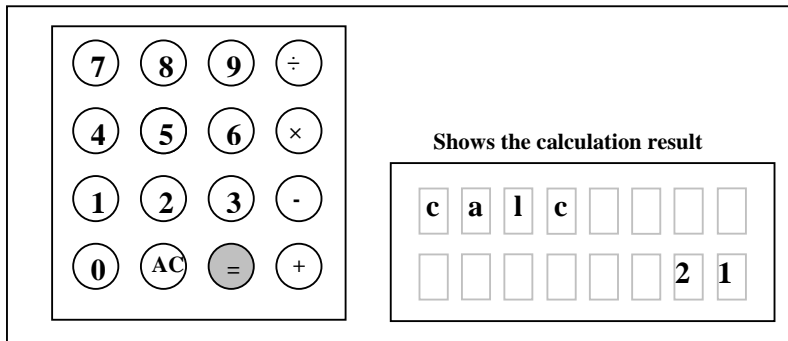 7 8 9 ÷
4 5 6 ×
1 2 3 -
0 AC = +
Shows the calculation result
c a l c
2 1